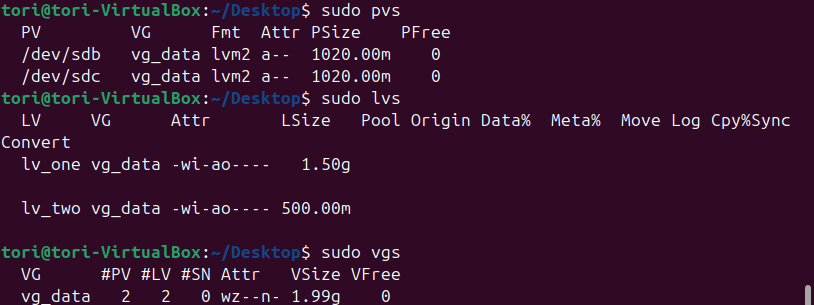 tori@tori-VirtualBox:~/Desktop$ sudo pvs
  PV         VG      Fmt  Attr PSize    PFree
  /dev/sdb   vg_data lvm2 a--  1020.00m    0
  /dev/sdc   vg_data lvm2 a--  1020.00m    0
tori@tori-VirtualBox:~/Desktop$ sudo lvs
  LV     VG      Attr       LSize   Pool Origin Data%  Meta%  Move Log Cpy%Sync
Convert
  lv_one vg_data -wi-ao----   1.50g
  lv_two vg_data -wi-ao---- 500.00m
tori@tori-VirtualBox:~/Desktop$ sudo vgs
  VG      #PV #LV #SN Attr   VSize VFree
  vg_data   2   2   0 wz--n- 1.99g    0